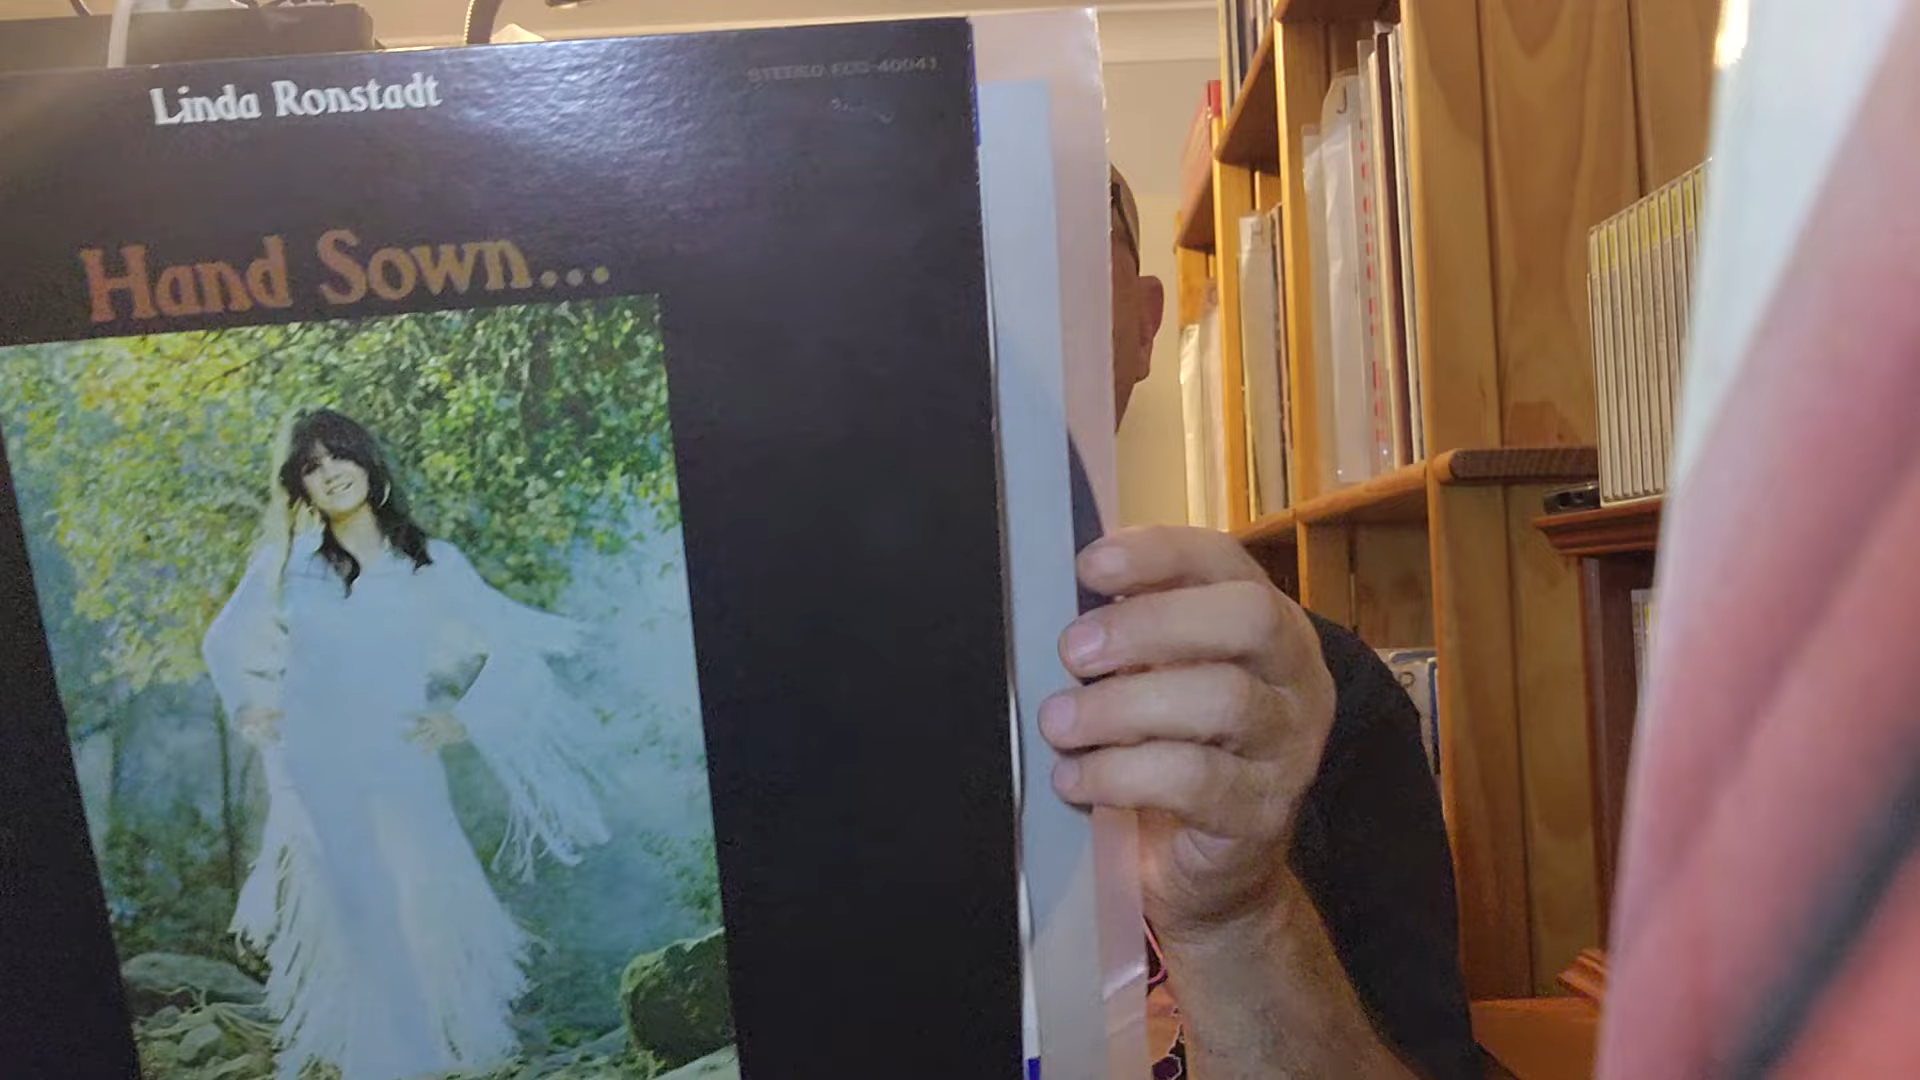 Linda Ronstadt
STEREO ECS-40041
Hand Sown...
J